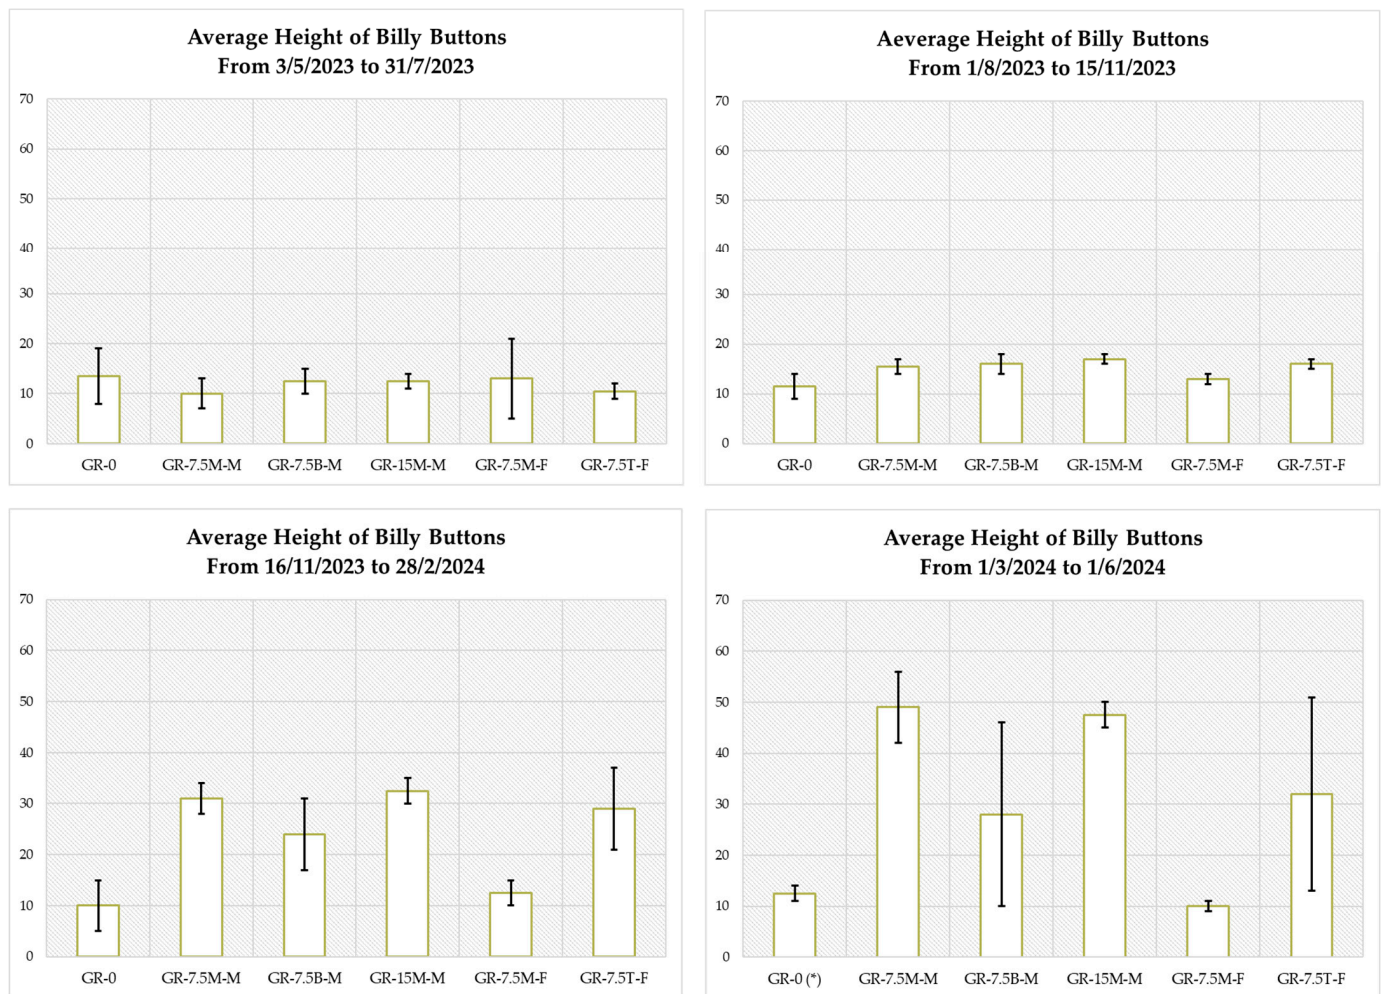 Average Height of Billy Buttons
From 3/5/2023 to 31/7/2023
70
60
50
40
30
20
10
0
GR-0 GR-7.5M-M GR-7.5B-M GR-15M-M GR-7.5M-F GR-7.5T-F
Aeverage Height of Billy Buttons
From 1/8/2023 to 15/11/2023
70
60
50
40
30
20
10
0
GR-0 GR-7.5M-M GR-7.5B-M GR-15M-M GR-7.5M-F GR-7.5T-F
Average Height of Billy Buttons
From 16/11/2023 to 28/2/2024
70
60
50
40
30
20
10
0
GR-0 GR-7.5M-M GR-7.5B-M GR-15M-M GR-7.5M-F GR-7.5T-F
Average Height of Billy Buttons
From 1/3/2024 to 1/6/2024
70
60
50
40
30
20
10
0
GR-0 (*) GR-7.5M-M GR-7.5B-M GR-15M-M GR-7.5M-F GR-7.5T-F